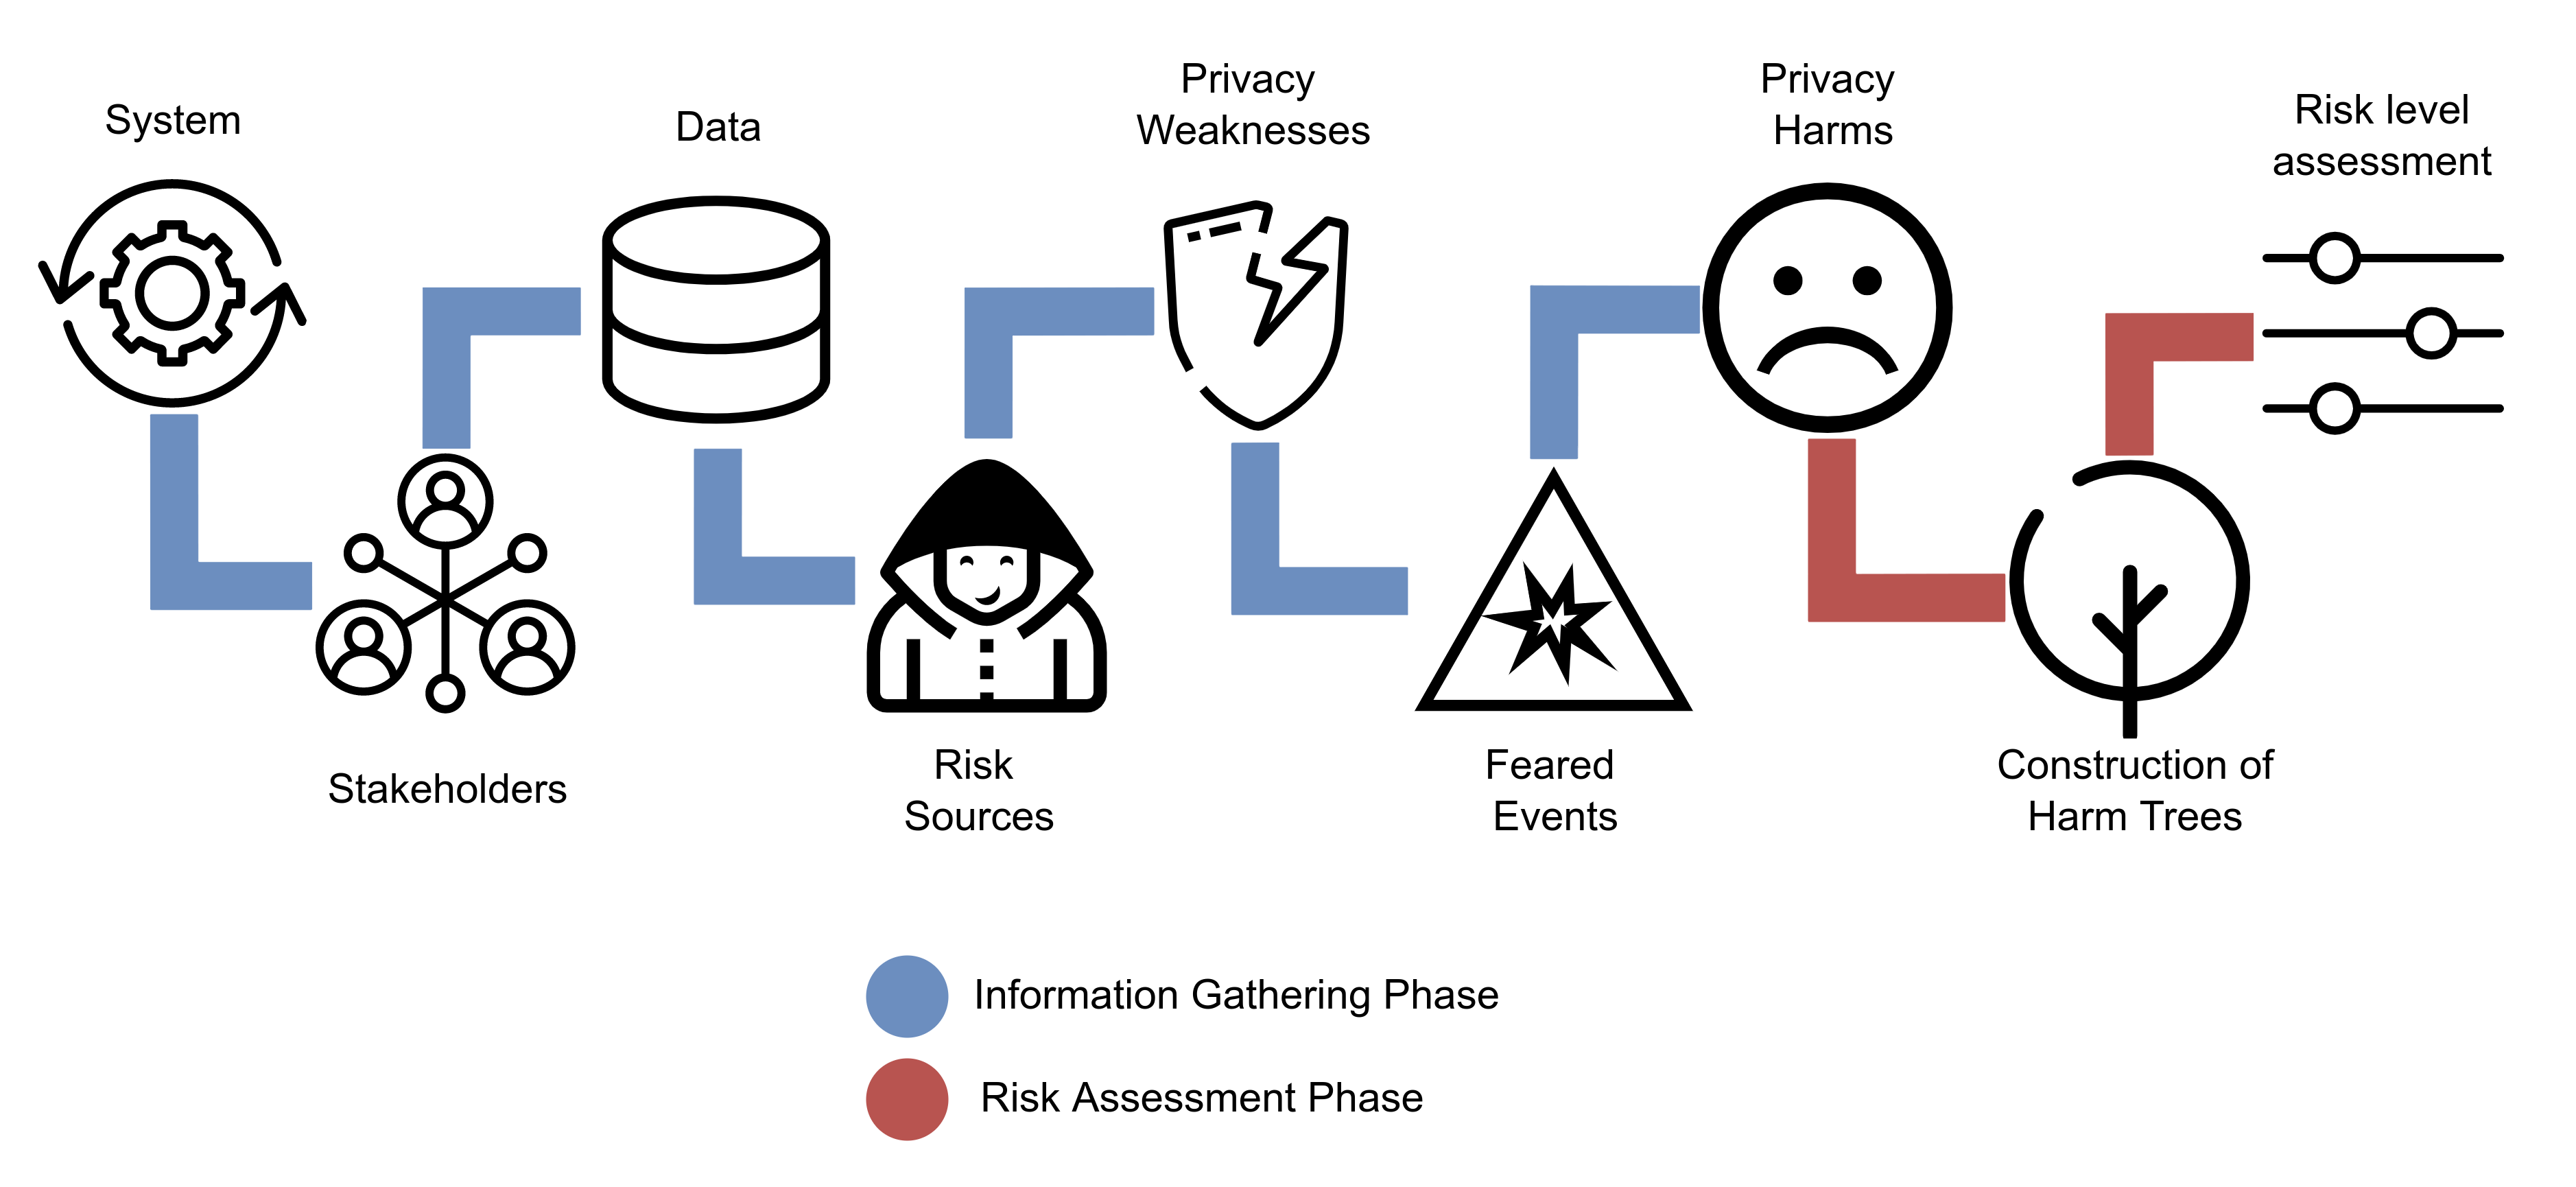 System
Stakeholders
Data
Risk
Sources
Privacy
Weaknesses
Feared
Events
Privacy
Harms
Construction of
Harm Trees
Risk level
assessment
Information Gathering Phase
Risk Assessment Phase